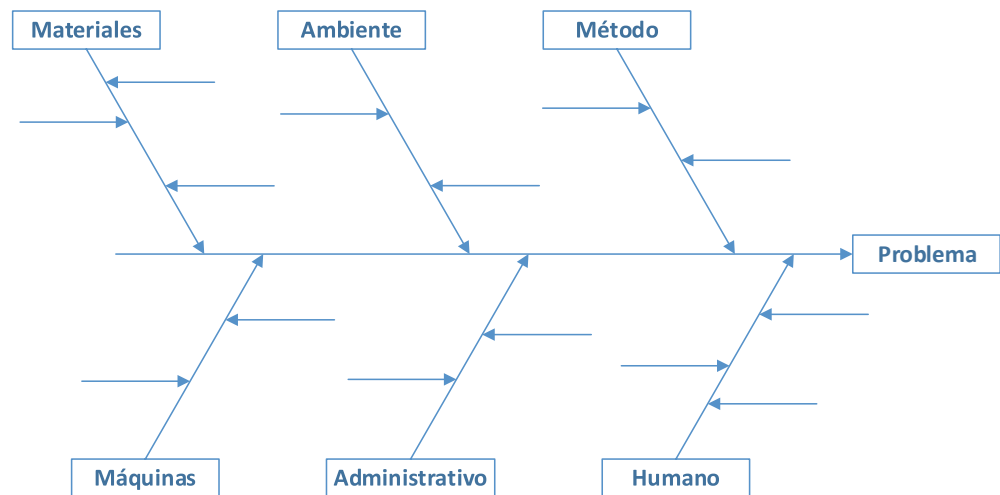 Materiales
Ambiente
Método
Problema
Máquinas
Administrativo
Humano